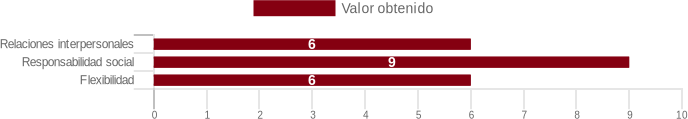 Valor obtenido
Relaciones interpersonales 6
Responsabilidad social 9
Flexibilidad 6
0 1 2 3 4 5 6 7 8 9 10